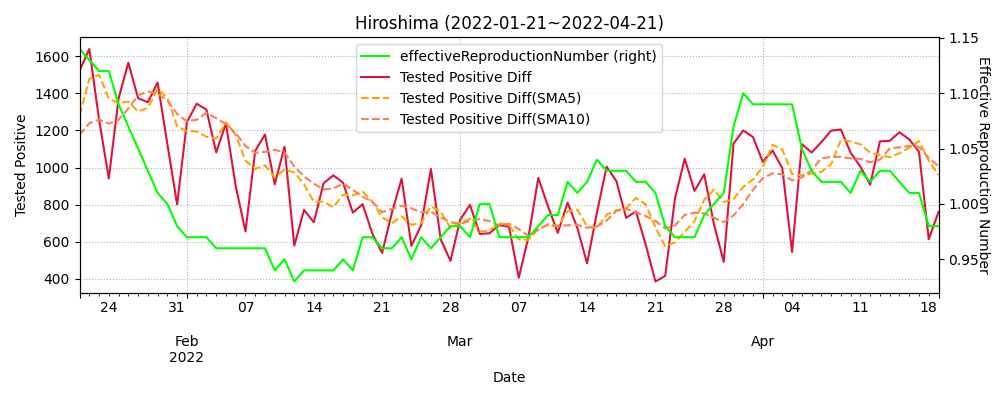 Hiroshima (2022-01-21~2022-04-21)
effectiveReproductionNumber (right)
Tested Positive Diff
Tested Positive Diff(SMA5)
Tested Positive Diff(SMA10)
Tested Positive
1600
1400
1200
1000
800
600
400
1.15
1.10
1.05
1.00
0.95
Effective Reproduction Number
24 31 07 14 21 28 07 14 21 28 04 11 18
Feb Mar Apr
2022
Date